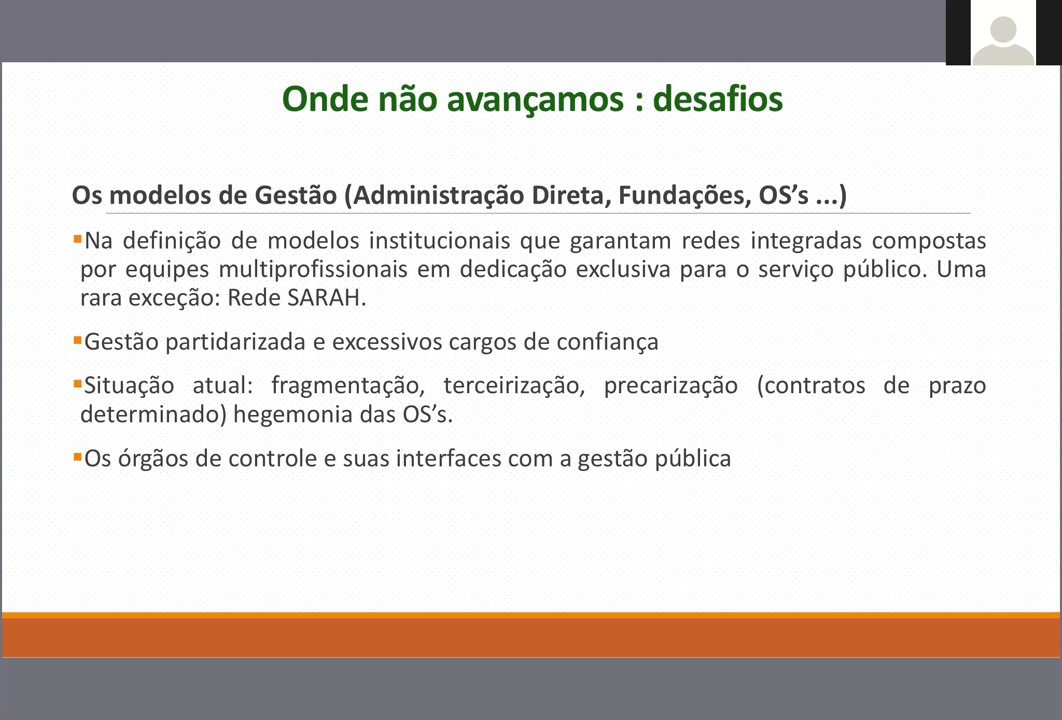 Onde não avançamos : desafios
Os modelos de Gestão (Administração Direta, Fundações, OS’s ...)
▪Na definição de modelos institucionais que garantam redes integradas compostas
por equipes multiprofissionais em dedicação exclusiva para o serviço público. Uma
rara exceção: Rede SARAH.
▪Gestão partidarizada e excessivos cargos de confiança
▪Situação atual: fragmentação, terceirização, precarização (contratos de prazo
determinado) hegemonia das OS’s.
▪Os órgãos de controle e suas interfaces com a gestão pública